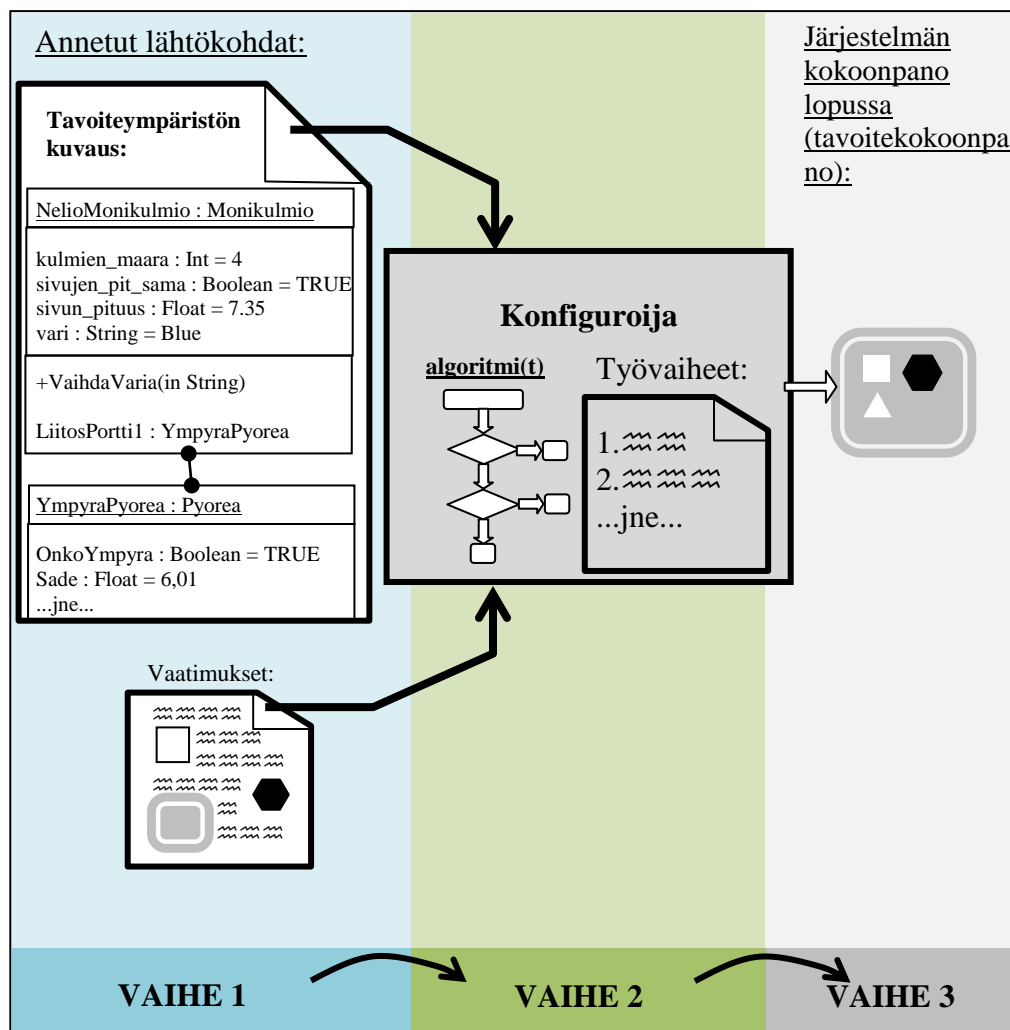 Annetut lähtökohdat:
Tavoiteympäristön
kuvaus:
NelioMonikulmio : Monikulmio
kulmien_maara : Int = 4
sivujen_pit_sama : Boolean = TRUE
sivun_pituus : Float = 7.35
vari : String = Blue
+VaihdaVaria(in String)
LiitosPortti1 : YmpyraPyorea
YmpyraPyorea : Pyorea
OnkoYmpyra : Boolean = TRUE
Sade : Float = 6,01
...jne...
Vaatimukset:
Konfiguroija
algoritmi(t)
Työvaiheet:
1.
2.
...jne...
Järjestelmän
kokoonpano
lopussa
(tavoitekokoonpa
no):
VAIHE 1
VAIHE 2
VAIHE 3